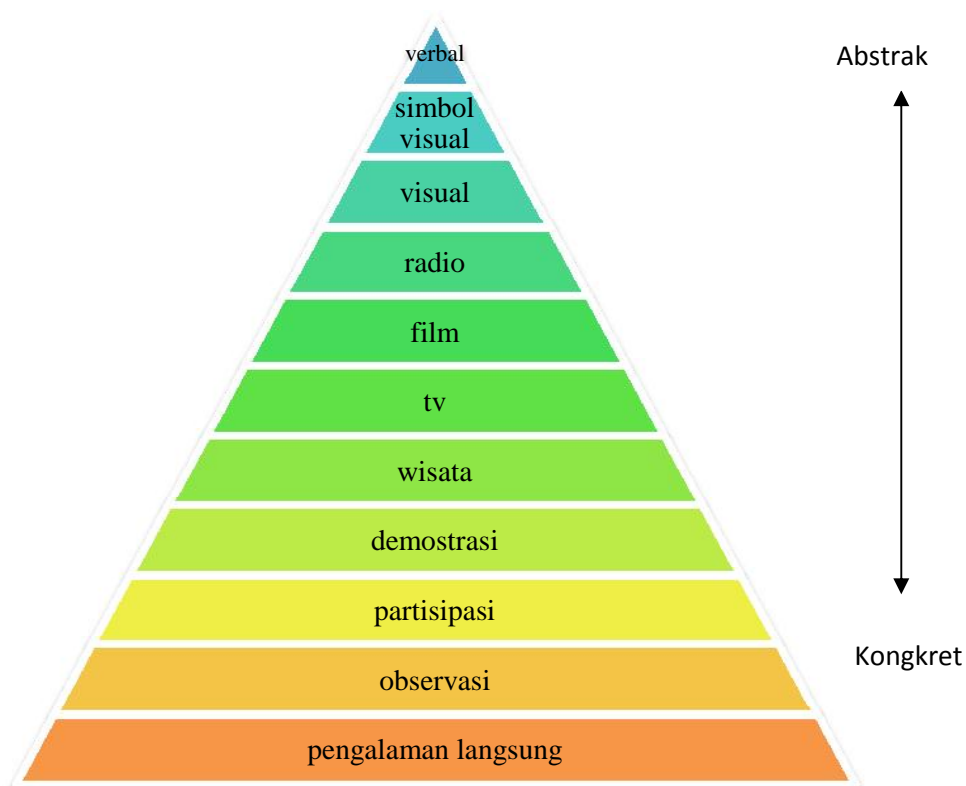 verbal
Abstrak
simbol
visual
visual
radio
film
tv
wisata
demostrasi
partisipasi
Kongkret
observasi
pengalaman langsung